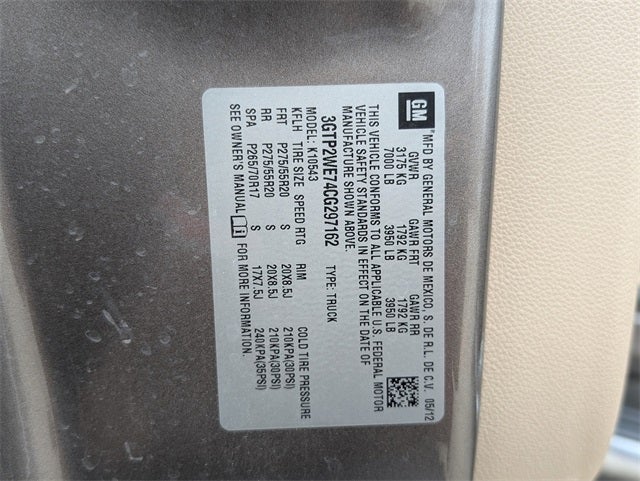 GM
MFD BY GENERAL MOTORS DE MEXICO, S. DE R.L. DE C.V. 05/12
GVWR GAWR FRT GAWR RR
3175 KG 1792 KG 1792 KG
7000 LB 3950 LB 3950 LB
THIS VEHICLE CONFORMS TO ALL APPLICABLE U.S. FEDERAL MOTOR
VEHICLE SAFETY STANDARDS IN EFFECT ON THE DATE OF
MANUFACTURE SHOWN ABOVE.
3GTP2WE74CG297162 TYPE: TRUCK
MODEL: K10543
KFLH TIRE SIZE SPEED RTG RIM COLD TIRE PRESSURE
FRT P275/55R20 S 20X8.5J 210KPA(30PSI)
RR P275/55R20 S 20X8.5J 210KPA(30PSI)
SPA P265/70R17 S 17X7.5J 240KPA(35PSI)
SEE OWNER'S MANUAL FOR MORE INFORMATION.